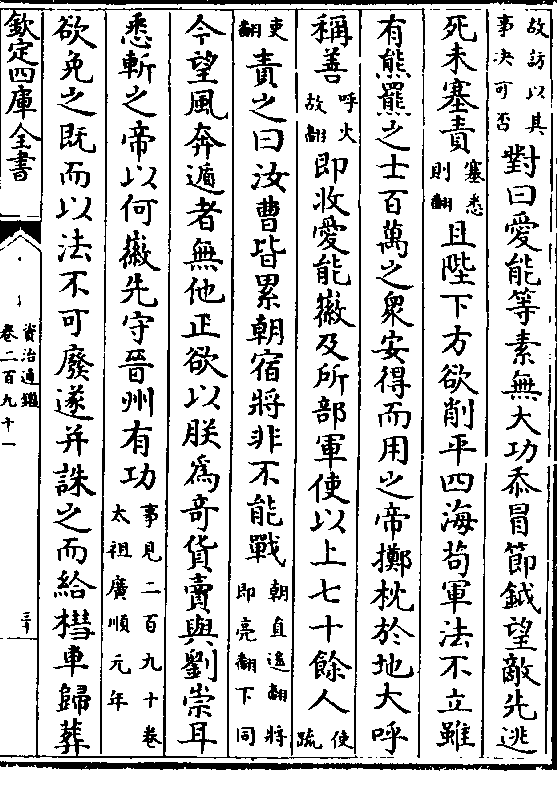 故訪以其
事决可否
對曰愛能等素無大功忝冒節鉞望敵先逃
死未塞責
塞悉
則翻
且陛下方欲削平四海苟軍法不立雖
有熊羆之士百萬之衆安得而用之帝擲枕於地大呼
稱善
呼火
故翻
即收愛能徽及所部軍使以上七十餘人
使
疏
吏
翻
責之曰汝曹皆累朝宿將非不能戰
朝直遥翻將
即亮翻下同
今望風奔遁者無他正欲以朕爲奇貨賣與劉崇耳
悉斬之帝以何徽先守晉州有功
事見二百九十卷
太祖廣順元年
欲免之既而以法不可廢遂并誅之而給槥車歸葬
欽定四庫全書
資治通鑑
卷二百九十一
三十